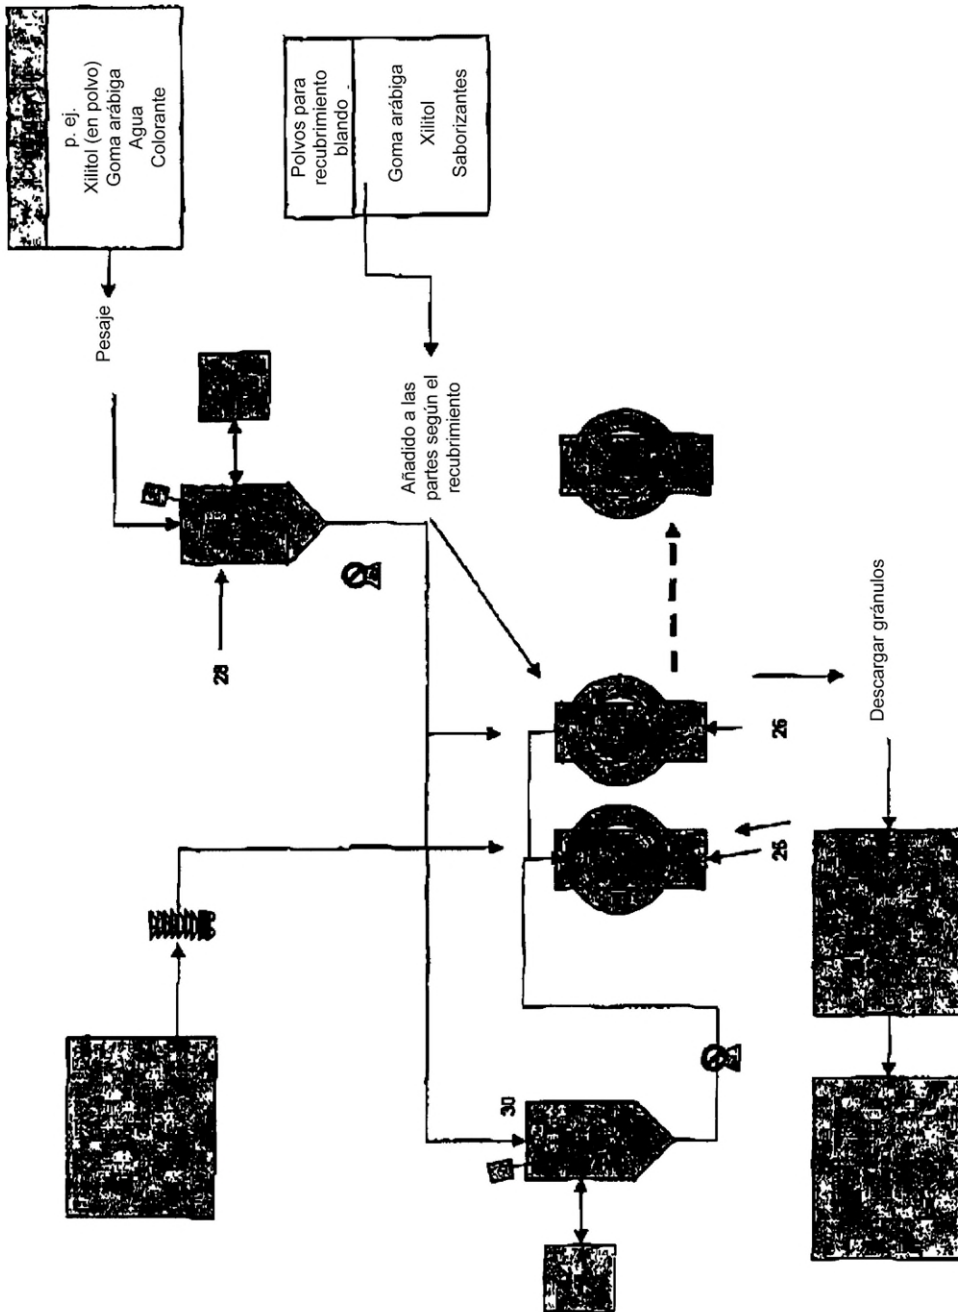 p. ej.
Xilitol (en polvo)
Goma arábiga
Agua
Colorante
Polvos para
recubrimiento
blando
Goma arábiga
Xilitol
Saborizantes
Pesaje
Añadido a las
partes según el
recubrimiento
28
26
25
30
Descargar gránulos